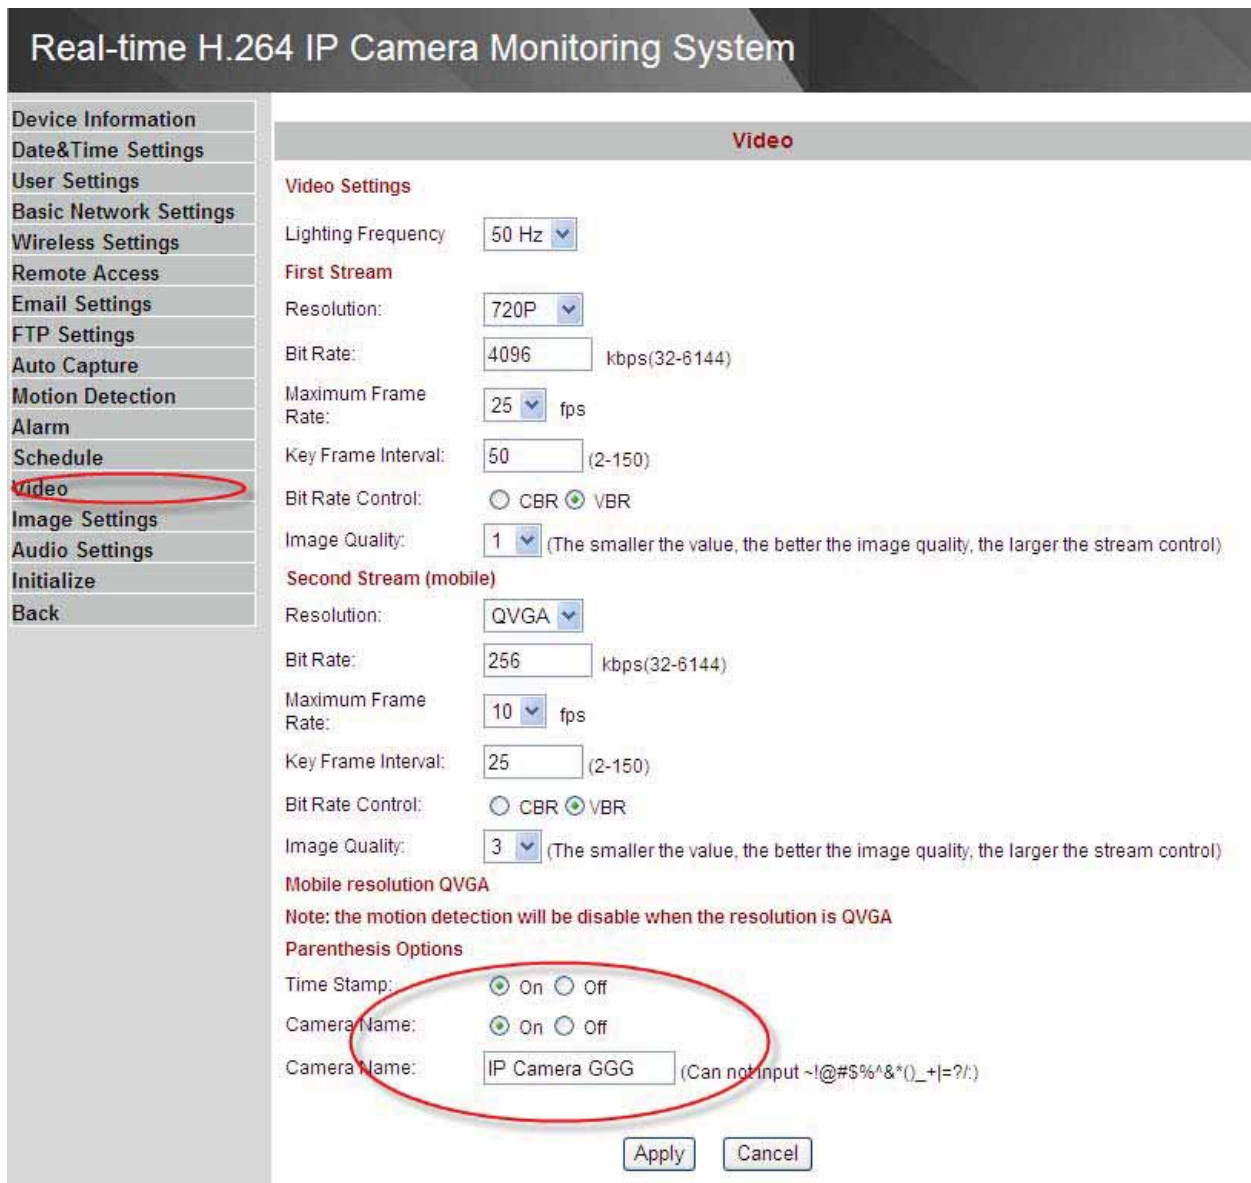 Real-time H.264 IP Camera Monitoring System
Device Information
Date&Time Settings
User Settings
Basic Network Settings
Wireless Settings
Remote Access
Email Settings
FTP Settings
Auto Capture
Motion Detection
Alarm
Schedule
Video
Image Settings
Audio Settings
Initialize
Back
Video
Video Settings
Lighting Frequency 50 Hz
First Stream
Resolution: 720P
Bit Rate: 4096 kbps(32-6144)
Maximum Frame
Rate: 25 fps
Key Frame Interval: 50 (2-150)
Bit Rate Control: CBR VBR
Image Quality: 1 (The smaller the value, the better the image quality, the larger the stream control)
Second Stream (mobile)
Resolution: QVGA
Bit Rate: 256 kbps(32-6144)
Maximum Frame
Rate: 10 fps
Key Frame Interval: 25 (2-150)
Bit Rate Control: CBR VBR
Image Quality: 3 (The smaller the value, the better the image quality, the larger the stream control)
Mobile resolution QVGA
Note: the motion detection will be disable when the resolution is QVGA
Parenthesis Options
Time Stamp: On Off
Camera Name: On Off
Camera Name: IP Camera GGG (Can not input ~!@#$%^&*()_+|=?/:)
Apply Cancel